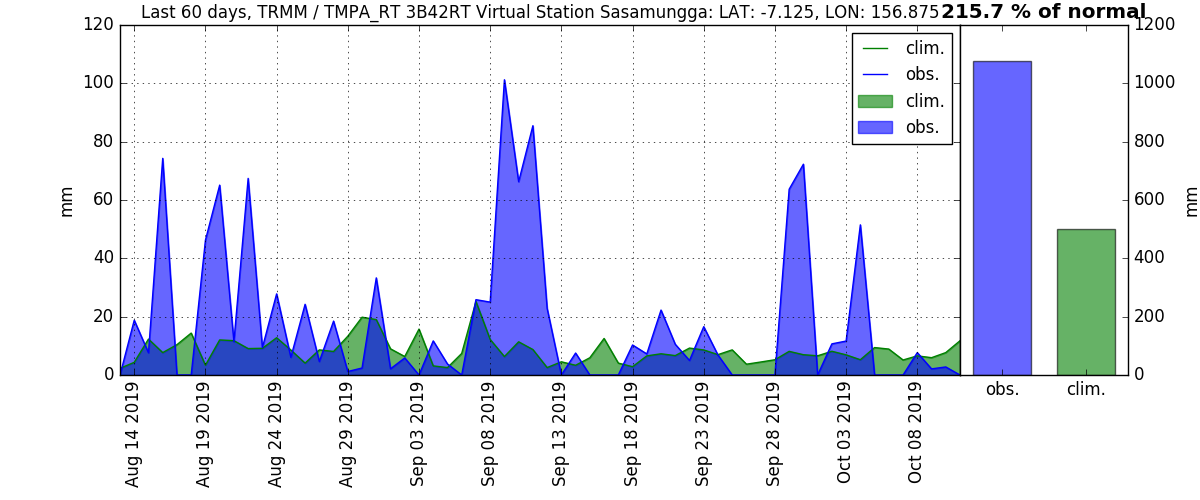 Last 60 days, TRMM / TMPA_RT 3B42RT Virtual Station Sasamungga: LAT: -7.125, LON: 156.875
215.7 % of normal
120
100
80
60
40
20
0
mm
clim.
obs.
clim.
obs.
1200
1000
800
600
400
200
0
mm
Aug 14 2019
Aug 19 2019
Aug 24 2019
Aug 29 2019
Sep 03 2019
Sep 08 2019
Sep 13 2019
Sep 18 2019
Sep 23 2019
Sep 28 2019
Oct 03 2019
Oct 08 2019
obs.
clim.